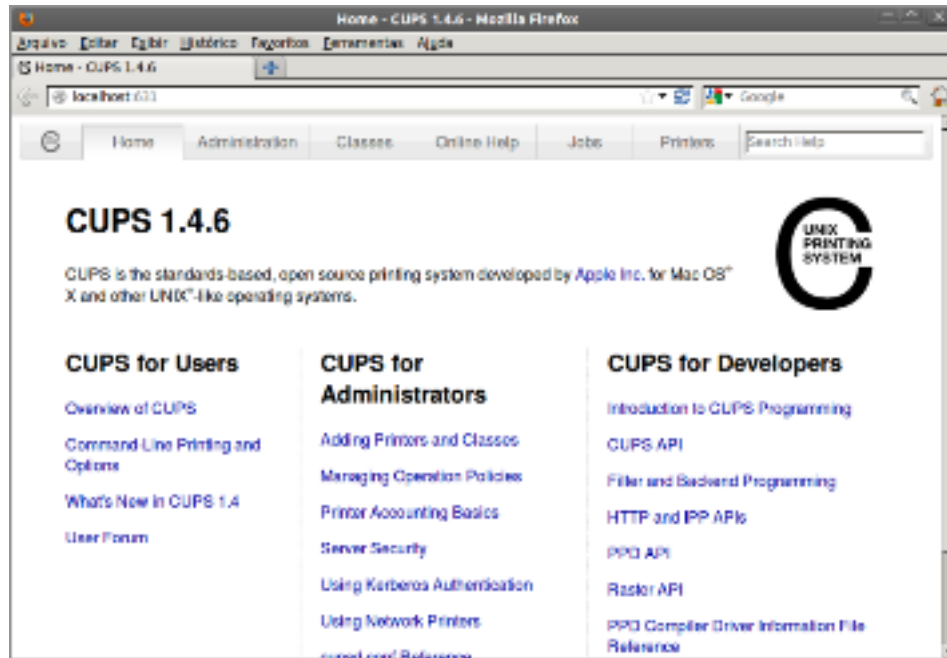 Home - CUPS 1.4.6 - Mozilla Firefox
Arquivo Editar Exibir Histórico Favoritos Ferramentas Ajuda
Home - CUPS 1.4.6
localhost:631
Google
Home Administration Classes Online Help Jobs Printers Search Help
CUPS 1.4.6
UNIX
PRINTING
SYSTEM
CUPS is the standards-based, open source printing system developed by Apple Inc. for Mac OS®
X and other UNIX®-like operating systems.
CUPS for Users
Overview of CUPS
Command-Line Printing and
Options
What's New in CUPS 1.4
User Forum
CUPS for
Administrators
Adding Printers and Classes
Managing Operation Policies
Printer Accounting Basics
Server Security
Using Kerberos Authentication
Using Network Printers
cupsd.conf Reference
CUPS for Developers
Introduction to CUPS Programming
CUPS API
Filter and Backend Programming
HTTP and IPP APIs
PPD API
Raster API
PPD Compiler Driver Information File
Reference